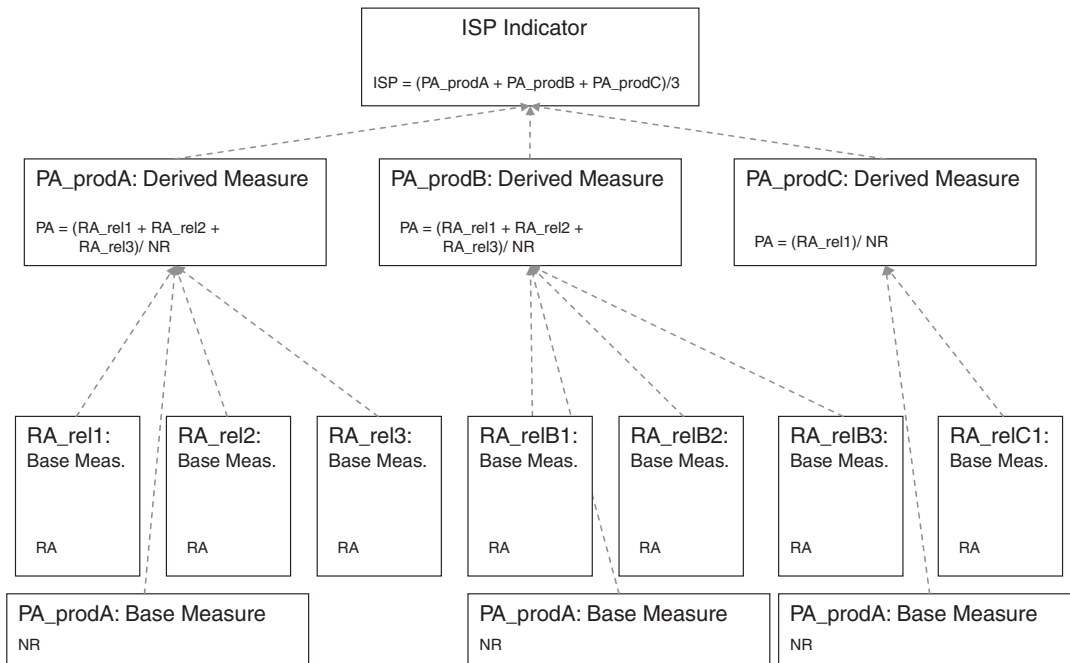 ISP Indicator
ISP = (PA_prodA + PA_prodB + PA_prodC)/3
PA_prodA: Derived Measure
PA = (RA_rel1 + RA_rel2 +
RA_rel3)/ NR
PA_prodB: Derived Measure
PA = (RA_rel1 + RA_rel2 +
RA_rel3)/ NR
PA_prodC: Derived Measure
PA = (RA_rel1)/ NR
RA_rel1:
Base Meas.
RA
RA_rel2:
Base Meas.
RA
RA_rel3:
Base Meas.
RA
RA_relB1:
Base Meas.
RA
RA_relB2:
Base Meas.
RA
RA_relB3:
Base Meas.
RA
RA_relC1:
Base Meas.
RA
PA_prodA: Base Measure
NR
PA_prodA: Base Measure
NR
PA_prodA: Base Measure
NR